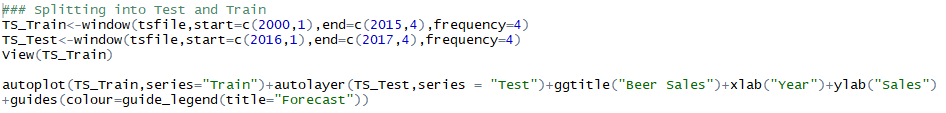 ### Splitting into Test and Train
TS_Train<-window(tsfile,start=c(2000,1),end=c(2015,4),frequency=4)
TS_Test<-window(tsfile,start=c(2016,1),end=c(2017,4),frequency=4)
View(TS_Train)
autoplot(TS_Train,series="Train")+autolayer(TS_Test,series = "Test")+ggtitle("Beer Sales")+xlab("Year")+ylab("Sales")
+guides(colour=guide_legend(title="Forecast"))